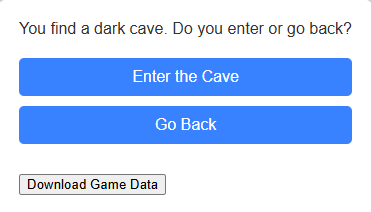 You find a dark cave. Do you enter or go back?
Enter the Cave
Go Back
Download Game Data